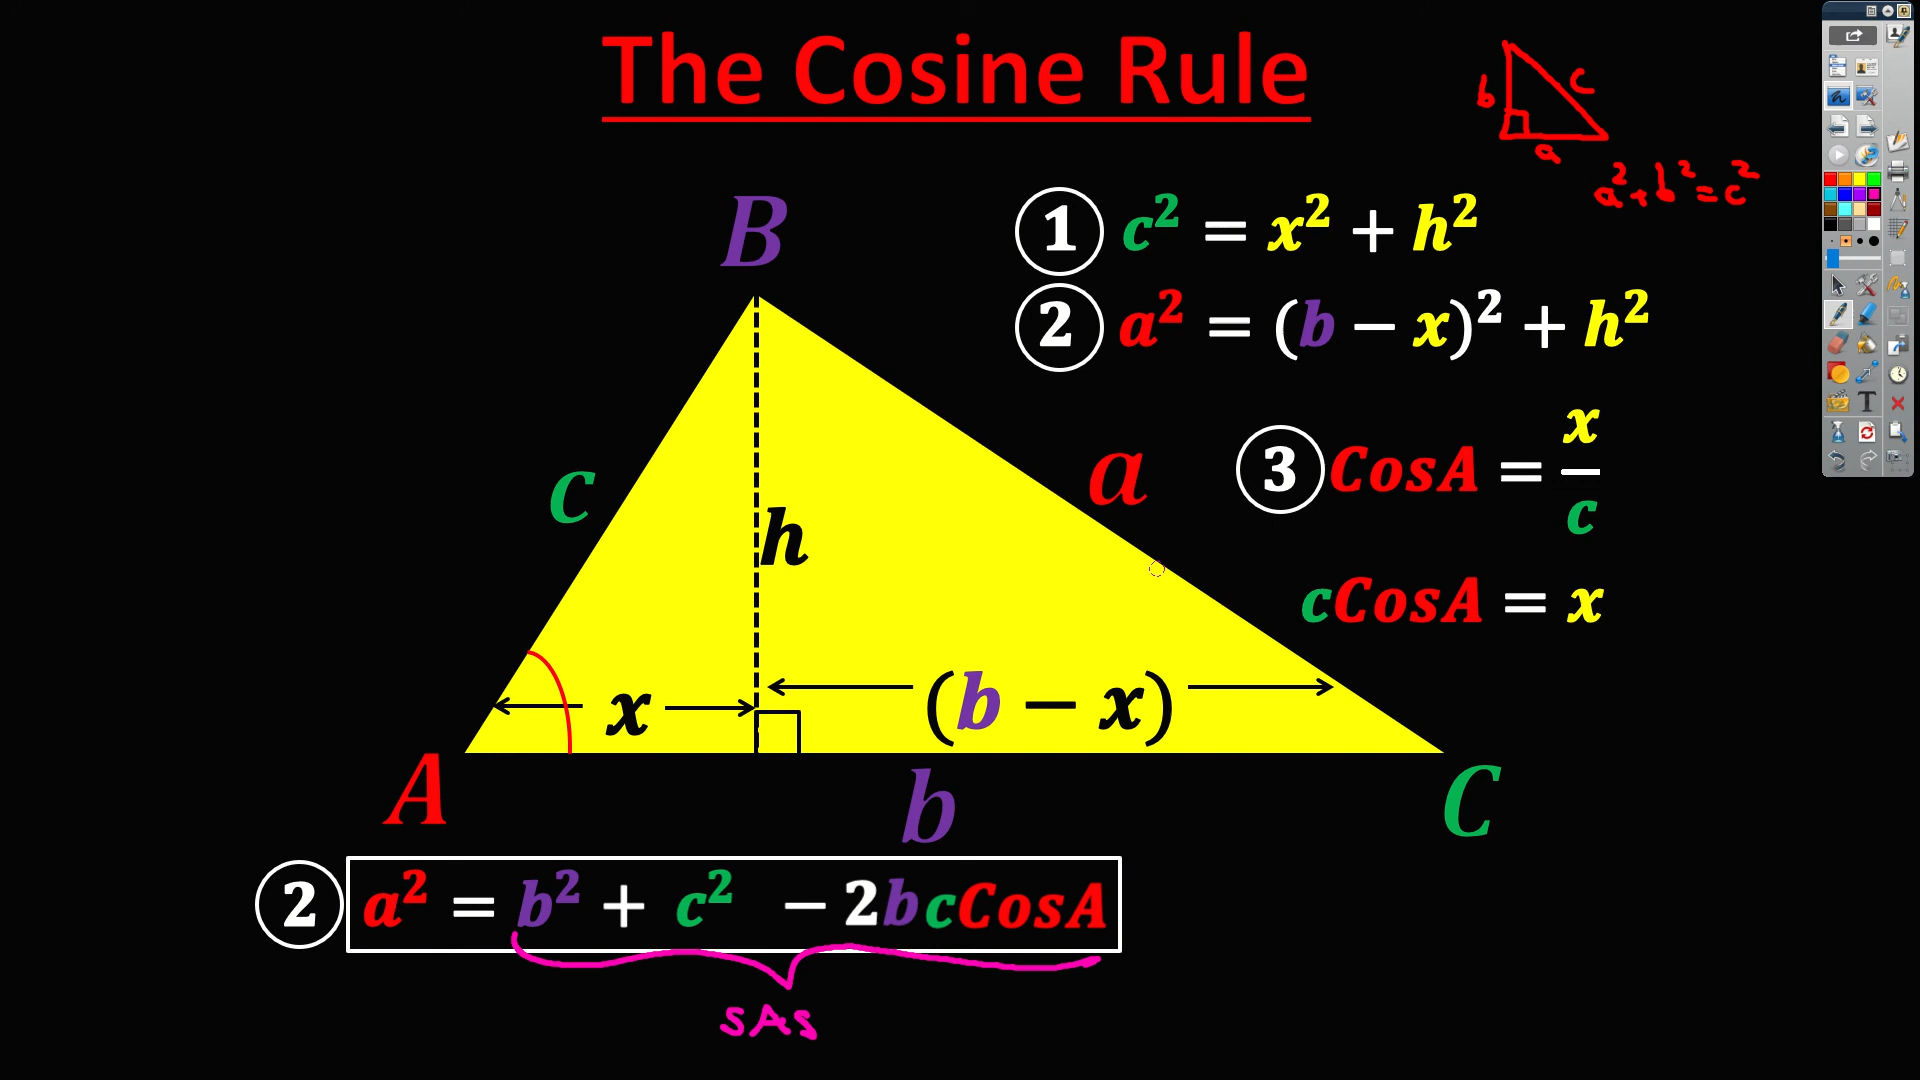 The Cosine Rule
b
c
a
a² + b² = c²
B
① c² = x² + h²
② a² = (b − x)² + h²
c
a
③ CosA = x/c
h
cCosA = x
x
(b − x)
A
b
C
② a² = b² + c² − 2bcCosA
SAS
T